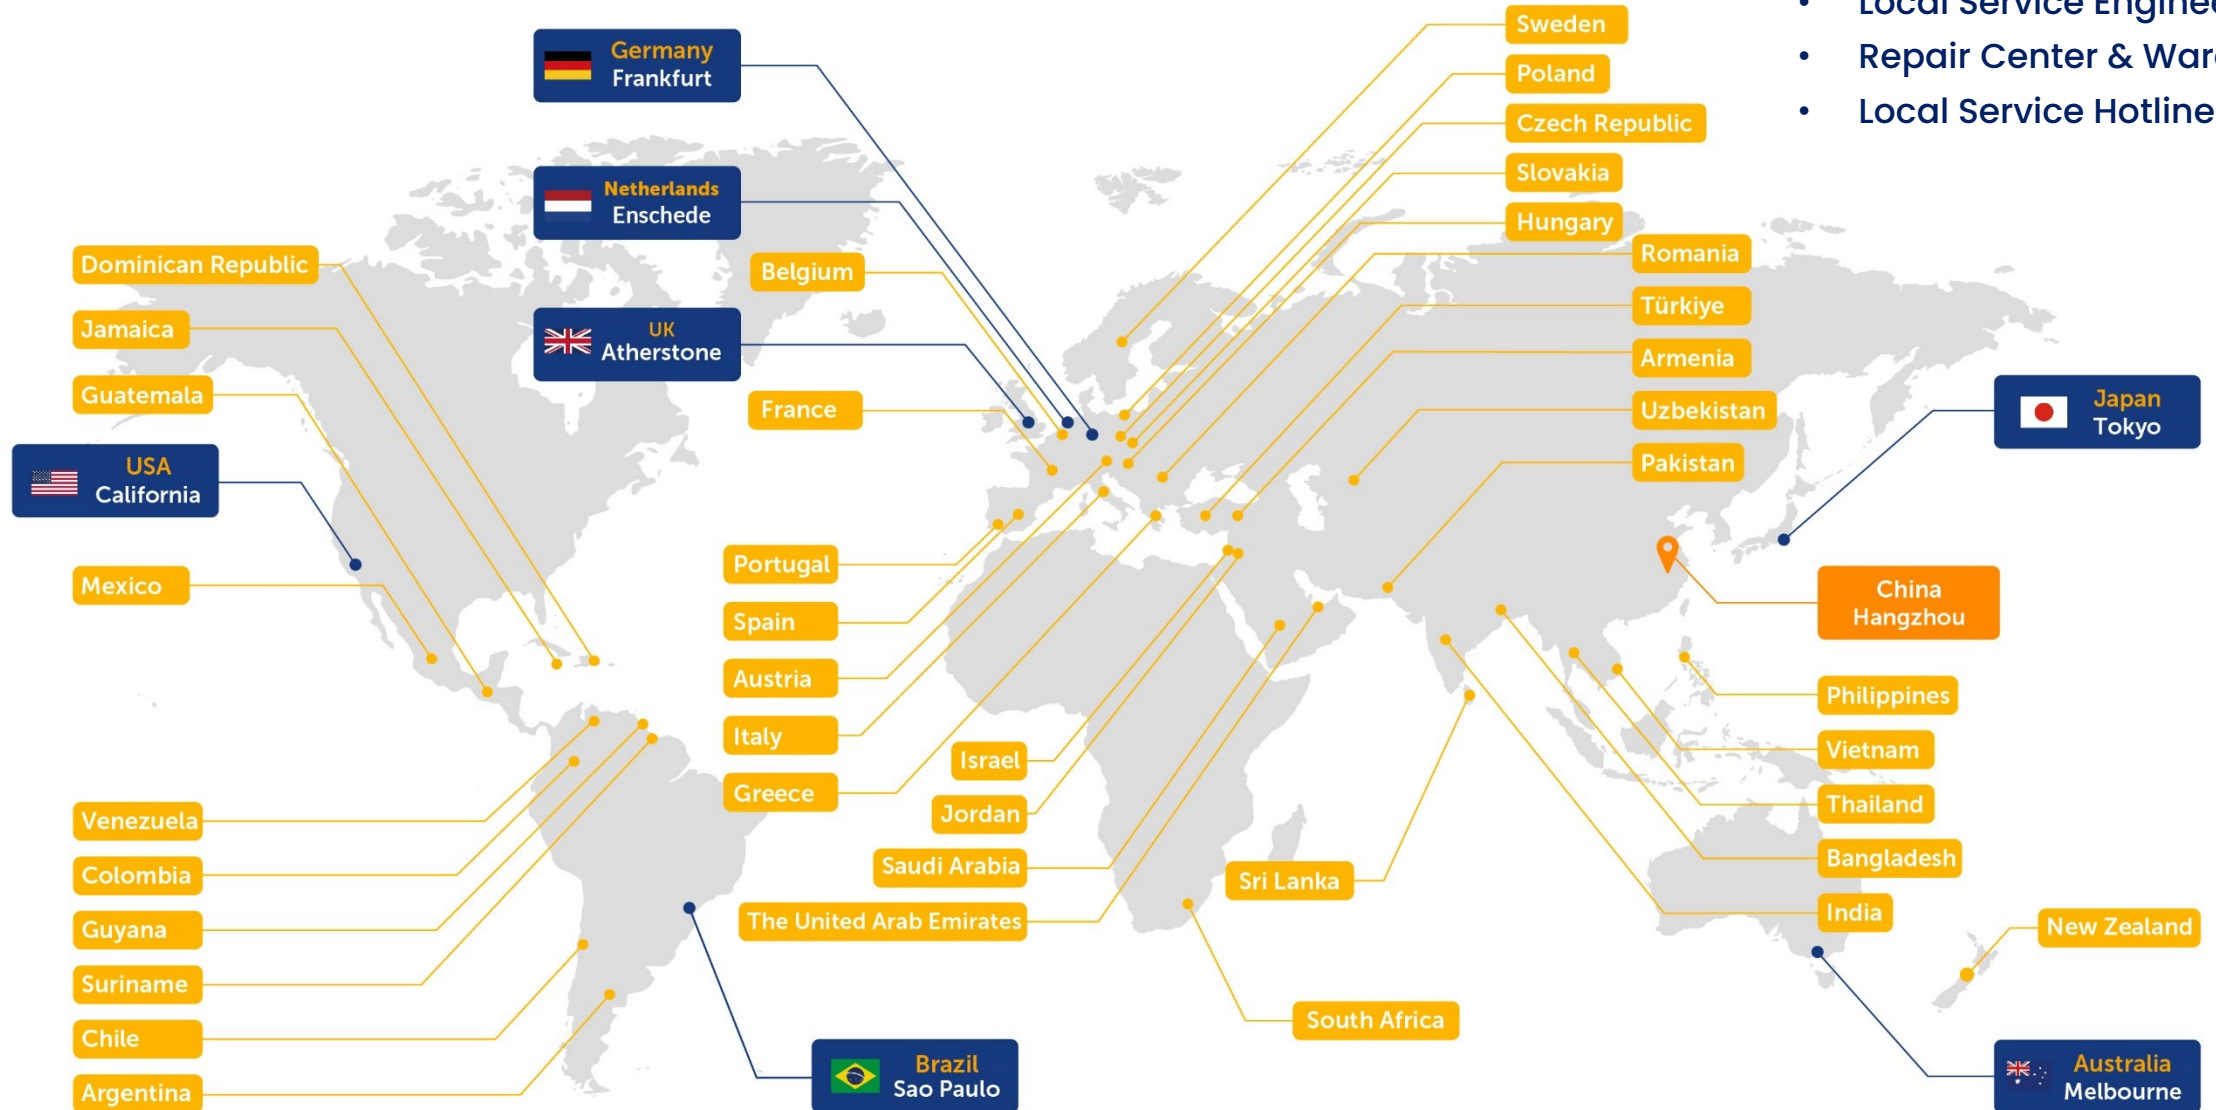 Local Service
Repair Center &
Local Service Hotline
Germany
Frankfurt
Netherlands
Enschede
UK
Atherstone
Belgium
France
Dominican Republic
Jamaica
Guatemala
USA
California
Mexico
Venezuela
Colombia
Guyana
Suriname
Chile
Argentina
Portugal
Spain
Austria
Italy
Greece
Israel
Jordan
Saudi Arabia
The United Arab Emirates
Brazil
Sao Paulo
Sweden
Poland
Czech Republic
Slovakia
Hungary
Romania
Türkiye
Armenia
Uzbekistan
Pakistan
Japan
Tokyo
China
Hangzhou
Philippines
Vietnam
Thailand
Bangladesh
India
Sri Lanka
South Africa
New Zealand
Australia
Melbourne